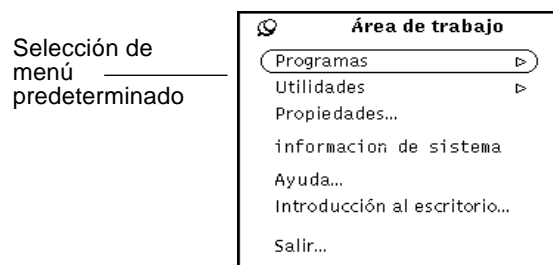 Selección de
menú
predeterminado
Área de trabajo
Programas
Utilidades
Propiedades...
informacion de sistema
Ayuda...
Introducción al escritorio...
Salir...